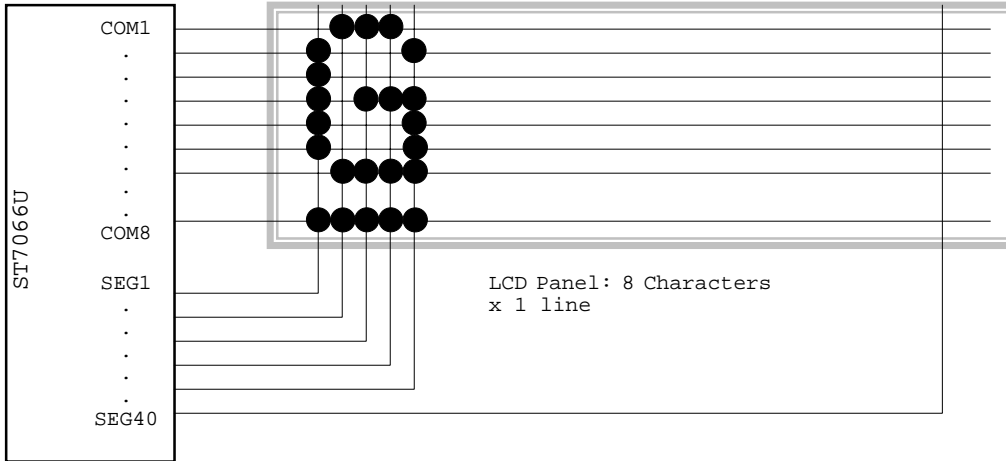 COM1
.
.
.
.
.
.
.
COM8
SEG1
.
.
.
.
.
SEG40
ST7066U
LCD Panel: 8 Characters
x 1 line